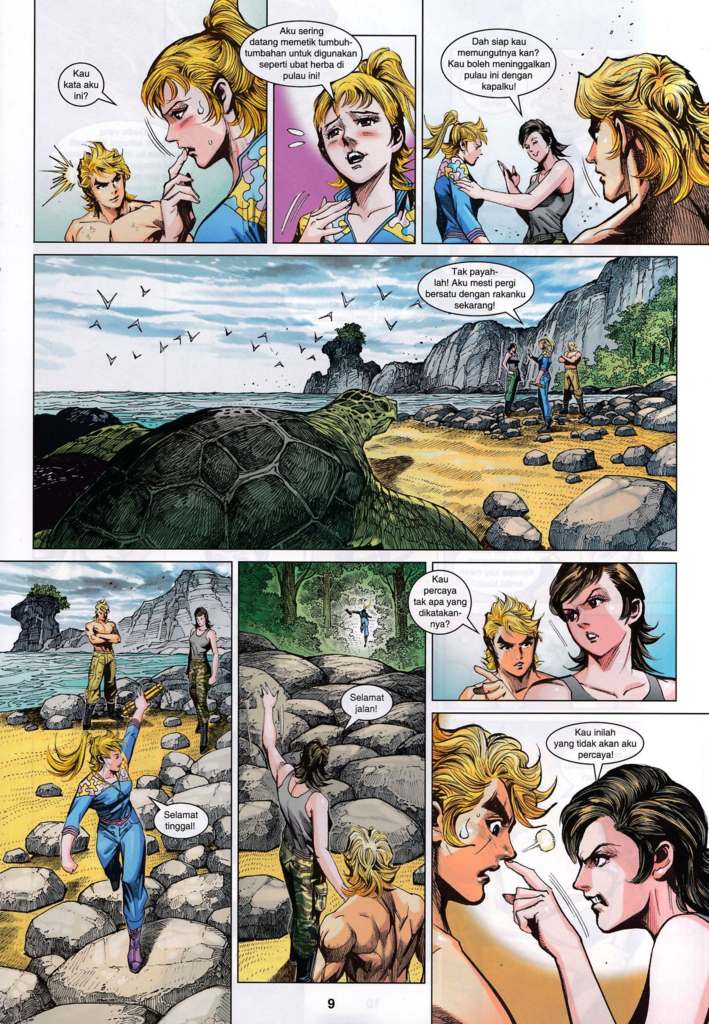 Kau
kata aku
ini?
Aku sering
datang memetik tumbuh-
tumbahan untuk digunakan
seperti ubat herba di
pulau ini!
Dah siap kau
memungutnya kan?
Kau boleh meninggalkan
pulau ini dengan
kapalku!
Tak payah-
lah! Aku mesti pergi
bersatu dengan rakanku
sekarang!
Selamat
tinggal!
Selamat
jalan!
Kau
percaya
tak apa yang
dikatakan-
nya?
Kau inilah
yang tidak akan aku
percaya!
9